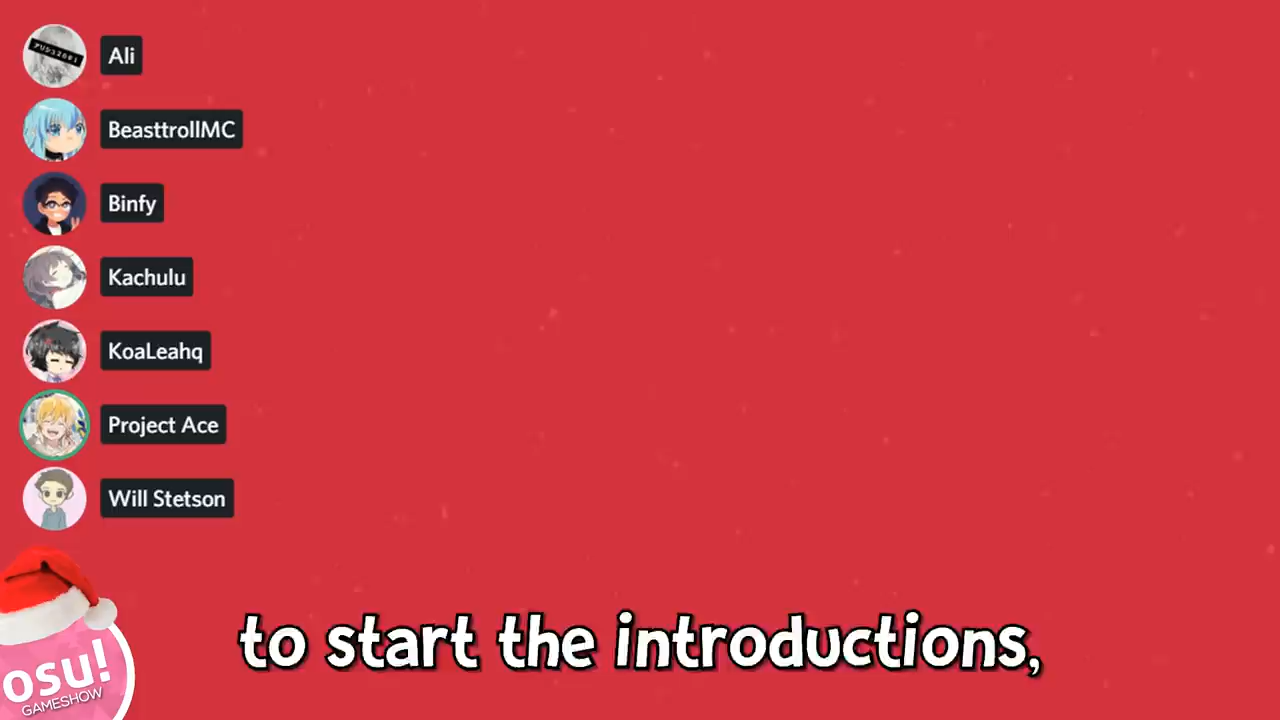 Ali
BeasttrollMC
Binfy
Kachulu
KoaLeahq
Project Ace
Will Stetson
to start the introductions,
osu!
GAMESHOW